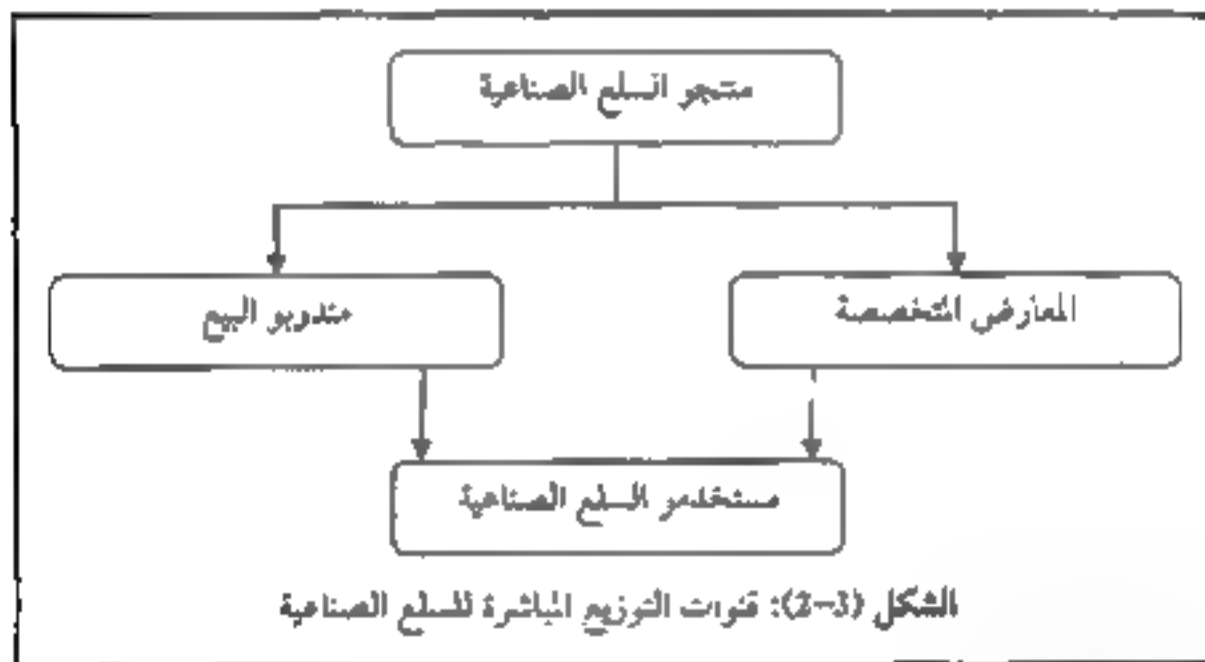 منتجو السلع الصناعية
المعارض المتخصصة
مندوبو البيع
مستخدمو السلع الصناعية
الشكل (3-2): قنوات التوزيع المباشرة للسلع الصناعية